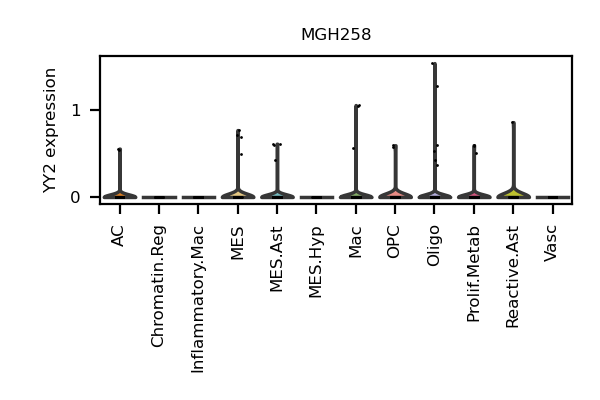 MGH258
YY2 expression
1
0
AC
Chromatin.Reg
Inflammatory.Mac
MES
MES.Ast
MES.Hyp
Mac
OPC
Oligo
Prolif.Metab
Reactive.Ast
Vasc